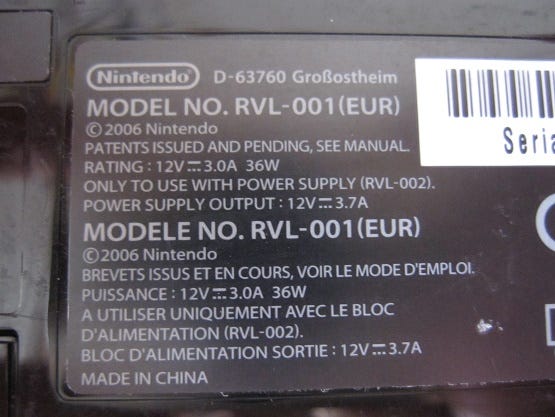 Nintendo D-63760 Großostheim
MODEL NO. RVL-001(EUR)
©2006 Nintendo
PATENTS ISSUED AND PENDING, SEE MANUAL.
RATING : 12V⎓3.0A 36W
ONLY TO USE WITH POWER SUPPLY (RVL-002).
POWER SUPPLY OUTPUT : 12V⎓3.7A
MODELE NO. RVL-001(EUR)
©2006 Nintendo
BREVETS ISSUS ET EN COURS, VOIR LE MODE D'EMPLOI.
PUISSANCE : 12V⎓3.0A 36W
A UTILISER UNIQUEMENT AVEC LE BLOC
D'ALIMENTATION (RVL-002).
BLOC D'ALIMENTATION SORTIE : 12V⎓3.7A
MADE IN CHINA
Seria